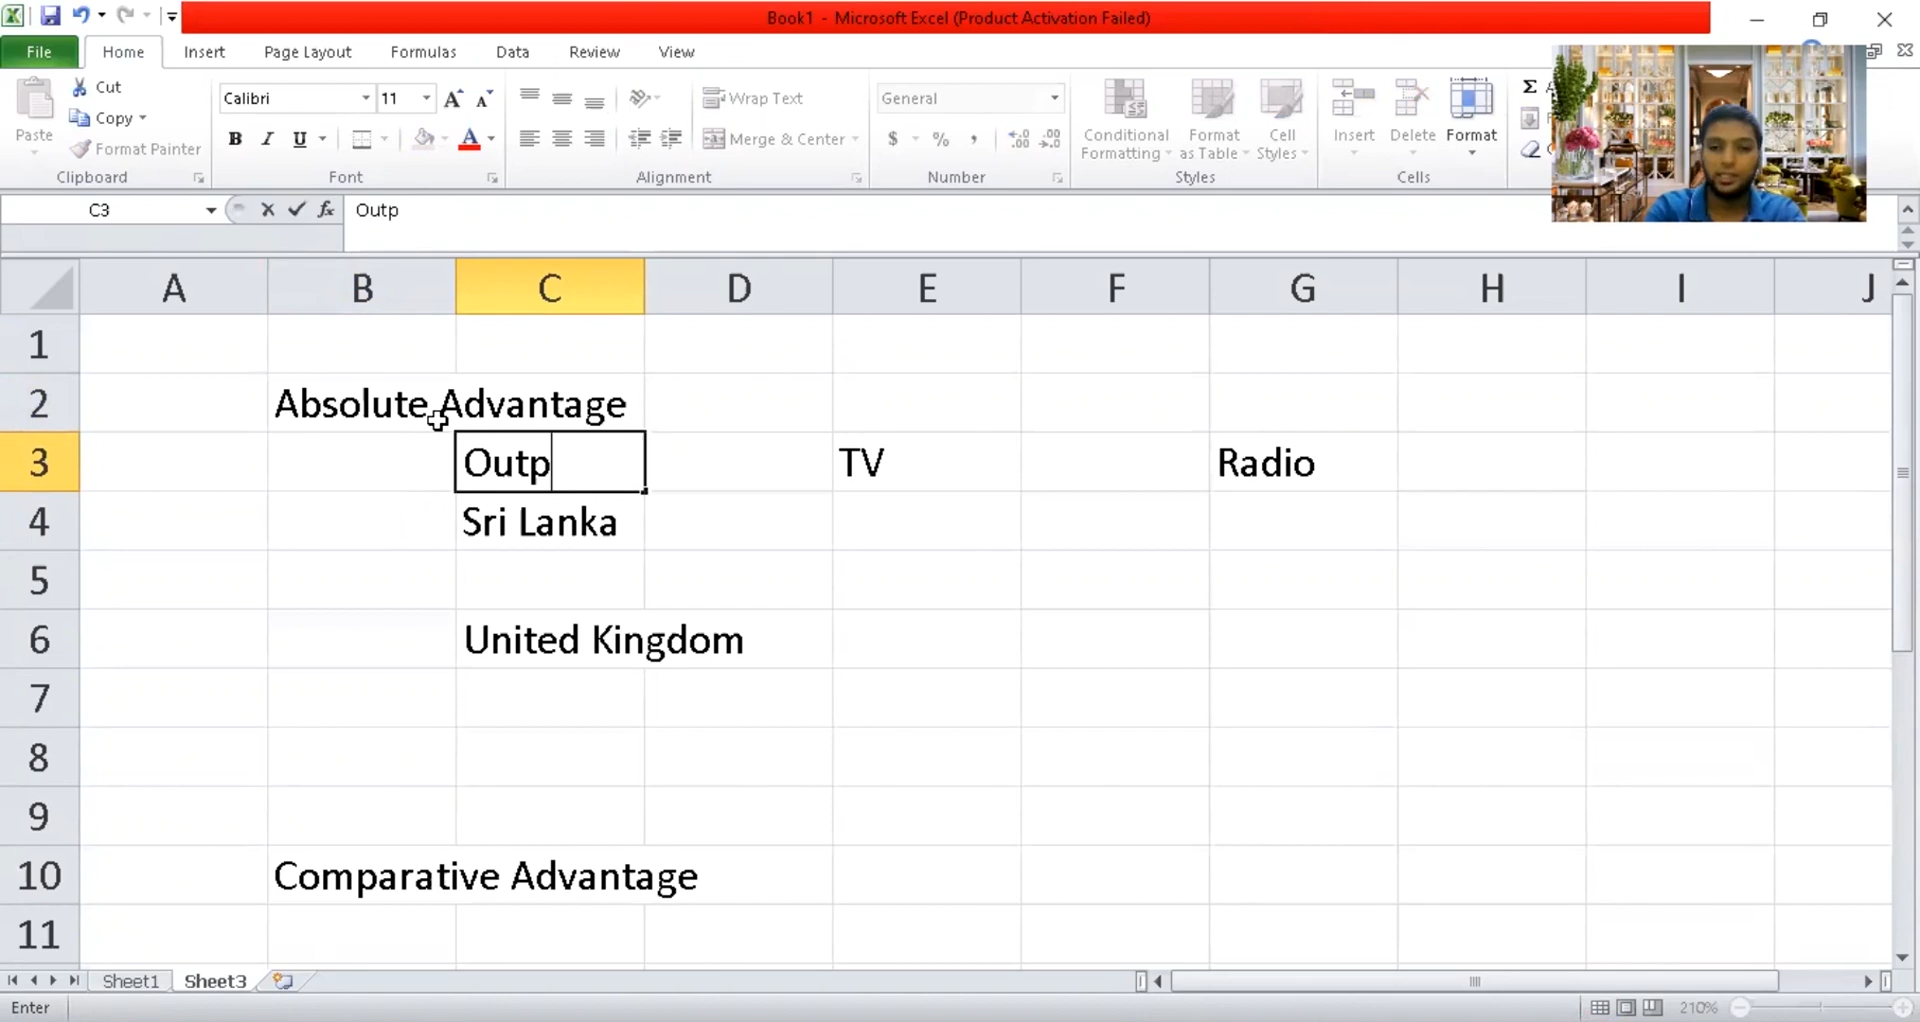 Book1 - Microsoft Excel (Product Activation Failed)
File Home Insert Page Layout Formulas Data Review View
Paste
Cut
Copy
Format Painter
Clipboard
Calibri 11
B I U
Font
Wrap Text
Merge & Center
Alignment
General
$ % ,
Number
Conditional Formatting
Format as Table
Cell Styles
Styles
Insert Delete Format
Cells
Σ
C3 fx Outp
A B C D E F G H I J
1
2 Absolute Advantage
3 Outp TV Radio
4 Sri Lanka
5
6 United Kingdom
7
8
9
10 Comparative Advantage
11
Sheet1 Sheet3
Enter 210%